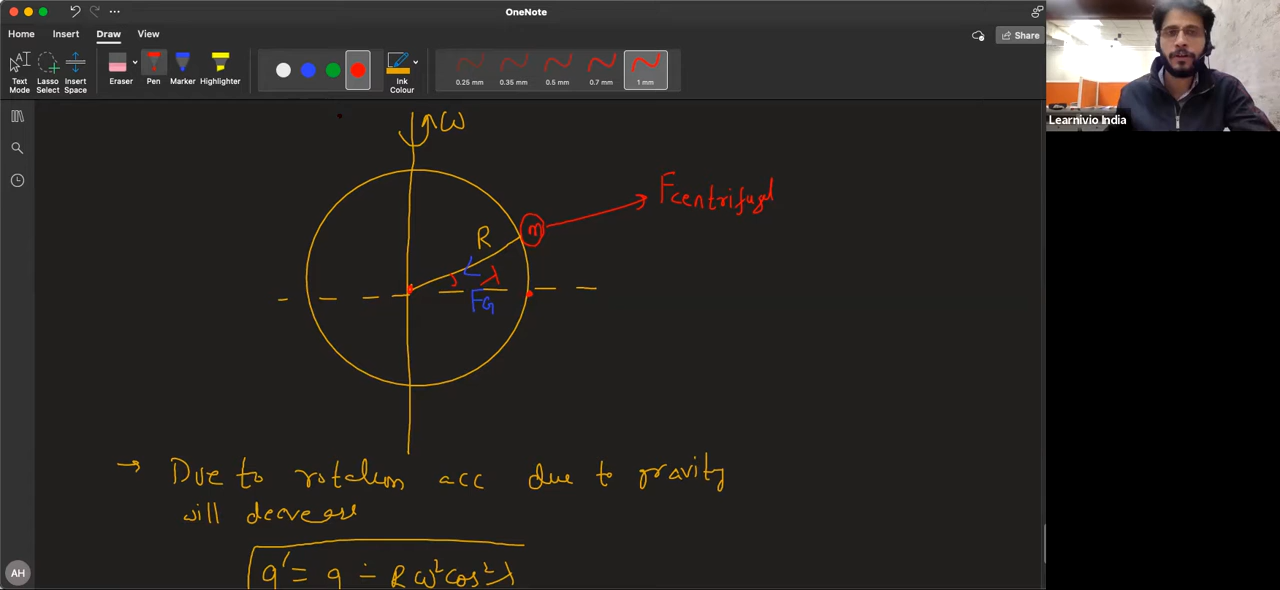 OneNote
Home Insert Draw View
Share
Text Mode
Lasso Select
Insert Space
Eraser
Pen
Marker
Highlighter
Ink Colour
0.25 mm
0.35 mm
0.5 mm
0.7 mm
1 mm
Learnivio India
ω
Fcentrifugal
m
R
λ
FG
→ Due to rotation acc due to gravity
will decrease
g' = g - Rω²cos²λ
AH